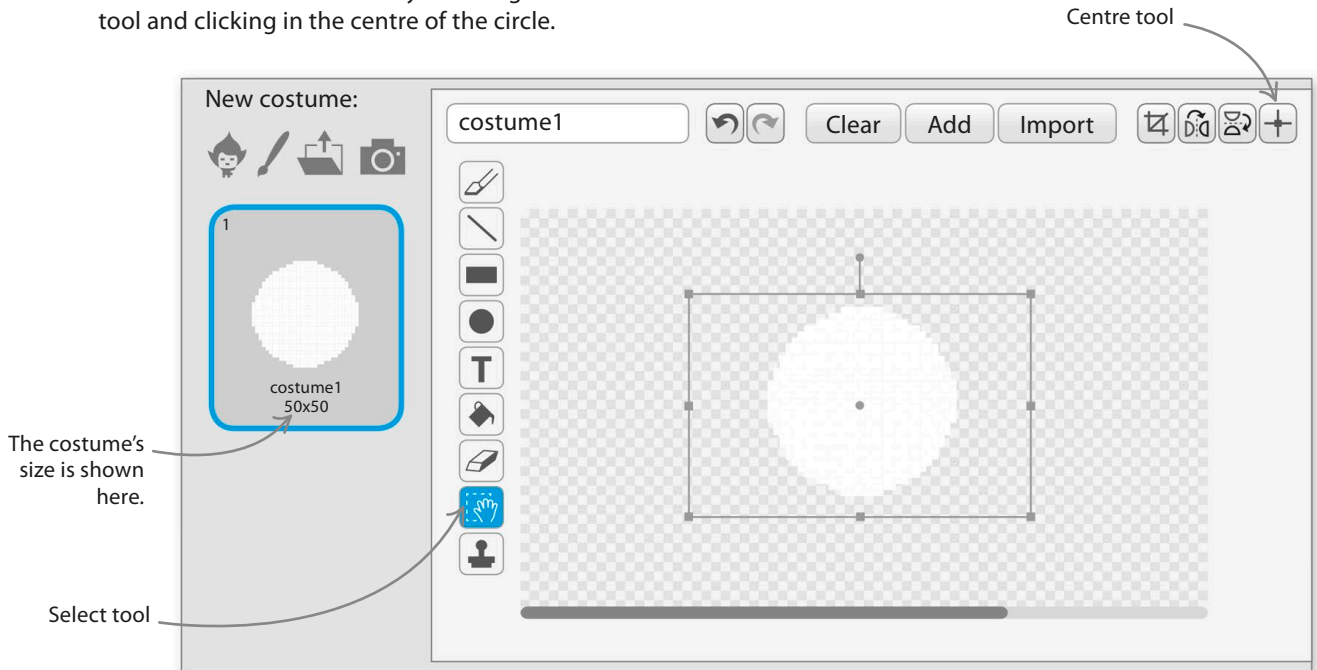 tool and clicking in the centre of the circle.
Centre tool
New costume:
costume1
Clear
Add
Import
1
T
costume1
50x50
The costume's
size is shown
here.
Select tool